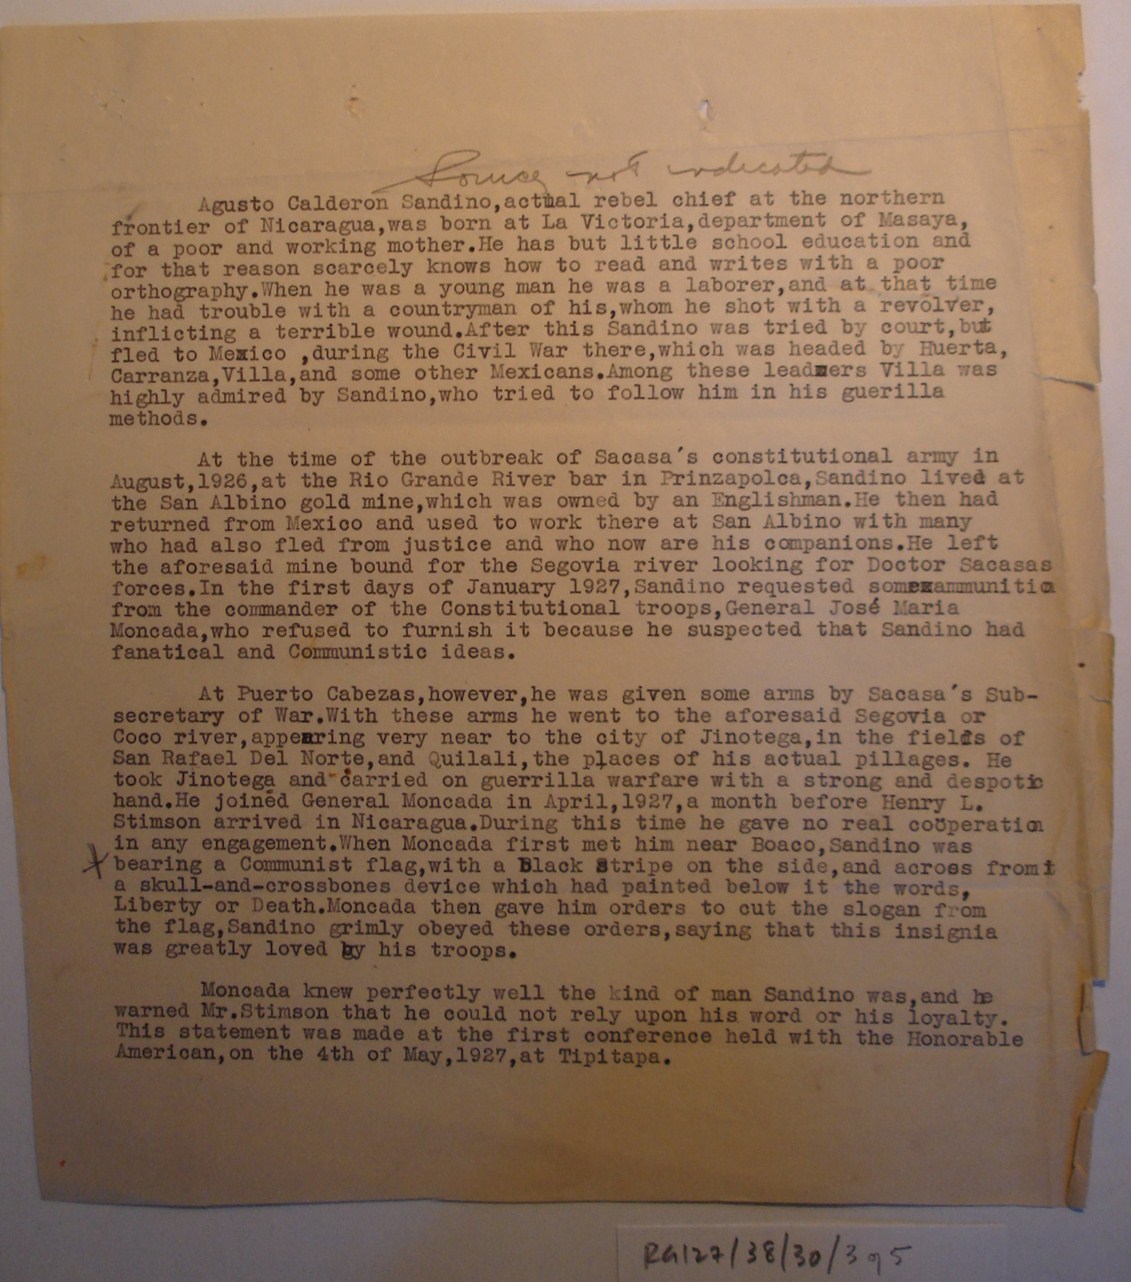 Source not indicated
Agusto Calderon Sandino,actual rebel chief at the northern
frontier of Nicaragua,was born at La Victoria,department of Masaya,
of a poor and working mother.He has but little school education and
for that reason scarcely knows how to read and writes with a poor
orthography.When he was a young man he was a laborer,and at that time
he had trouble with a countryman of his,whom he shot with a revolver,
inflicting a terrible wound.After this Sandino was tried by court,but
fled to Mexico ,during the Civil War there,which was headed by Huerta,
Carranza,Villa,and some other Mexicans.Among these leaders Villa was
highly admired by Sandino,who tried to follow him in his guerilla
methods.
At the time of the outbreak of Sacasa's constitutional army in
August,1926,at the Rio Grande River bar in Prinzapolca,Sandino lived at
the San Albino gold mine,which was owned by an Englishman.He then had
returned from Mexico and used to work there at San Albino with many
who had also fled from justice and who now are his companions.He left
the aforesaid mine bound for the Segovia river looking for Doctor Sacasas
forces.In the first days of January 1927,Sandino requested some ammunition
from the commander of the Constitutional troops,General José Maria
Moncada,who refused to furnish it because he suspected that Sandino had
fanatical and Communistic ideas.
At Puerto Cabezas,however,he was given some arms by Sacasa's Sub-
secretary of War.With these arms he went to the aforesaid Segovia or
Coco river,appearing very near to the city of Jinotega,in the fields of
San Rafael Del Norte,and Quilali,the places of his actual pillages. He
took Jinotega and carried on guerrilla warfare with a strong and despotic
hand.He joined General Moncada in April,1927,a month before Henry L.
Stimson arrived in Nicaragua.During this time he gave no real coöperation
in any engagement.When Moncada first met him near Boaco,Sandino was
bearing a Communist flag,with a Black Stripe on the side,and across from it
a skull-and-crossbones device which had painted below it the words,
Liberty or Death.Moncada then gave him orders to cut the slogan from
the flag,Sandino grimly obeyed these orders,saying that this insignia
was greatly loved by his troops.
Moncada knew perfectly well the kind of man Sandino was,and he
warned Mr.Stimson that he could not rely upon his word or his loyalty.
This statement was made at the first conference held with the Honorable
American,on the 4th of May,1927,at Tipitapa.
RG127/38/30/395